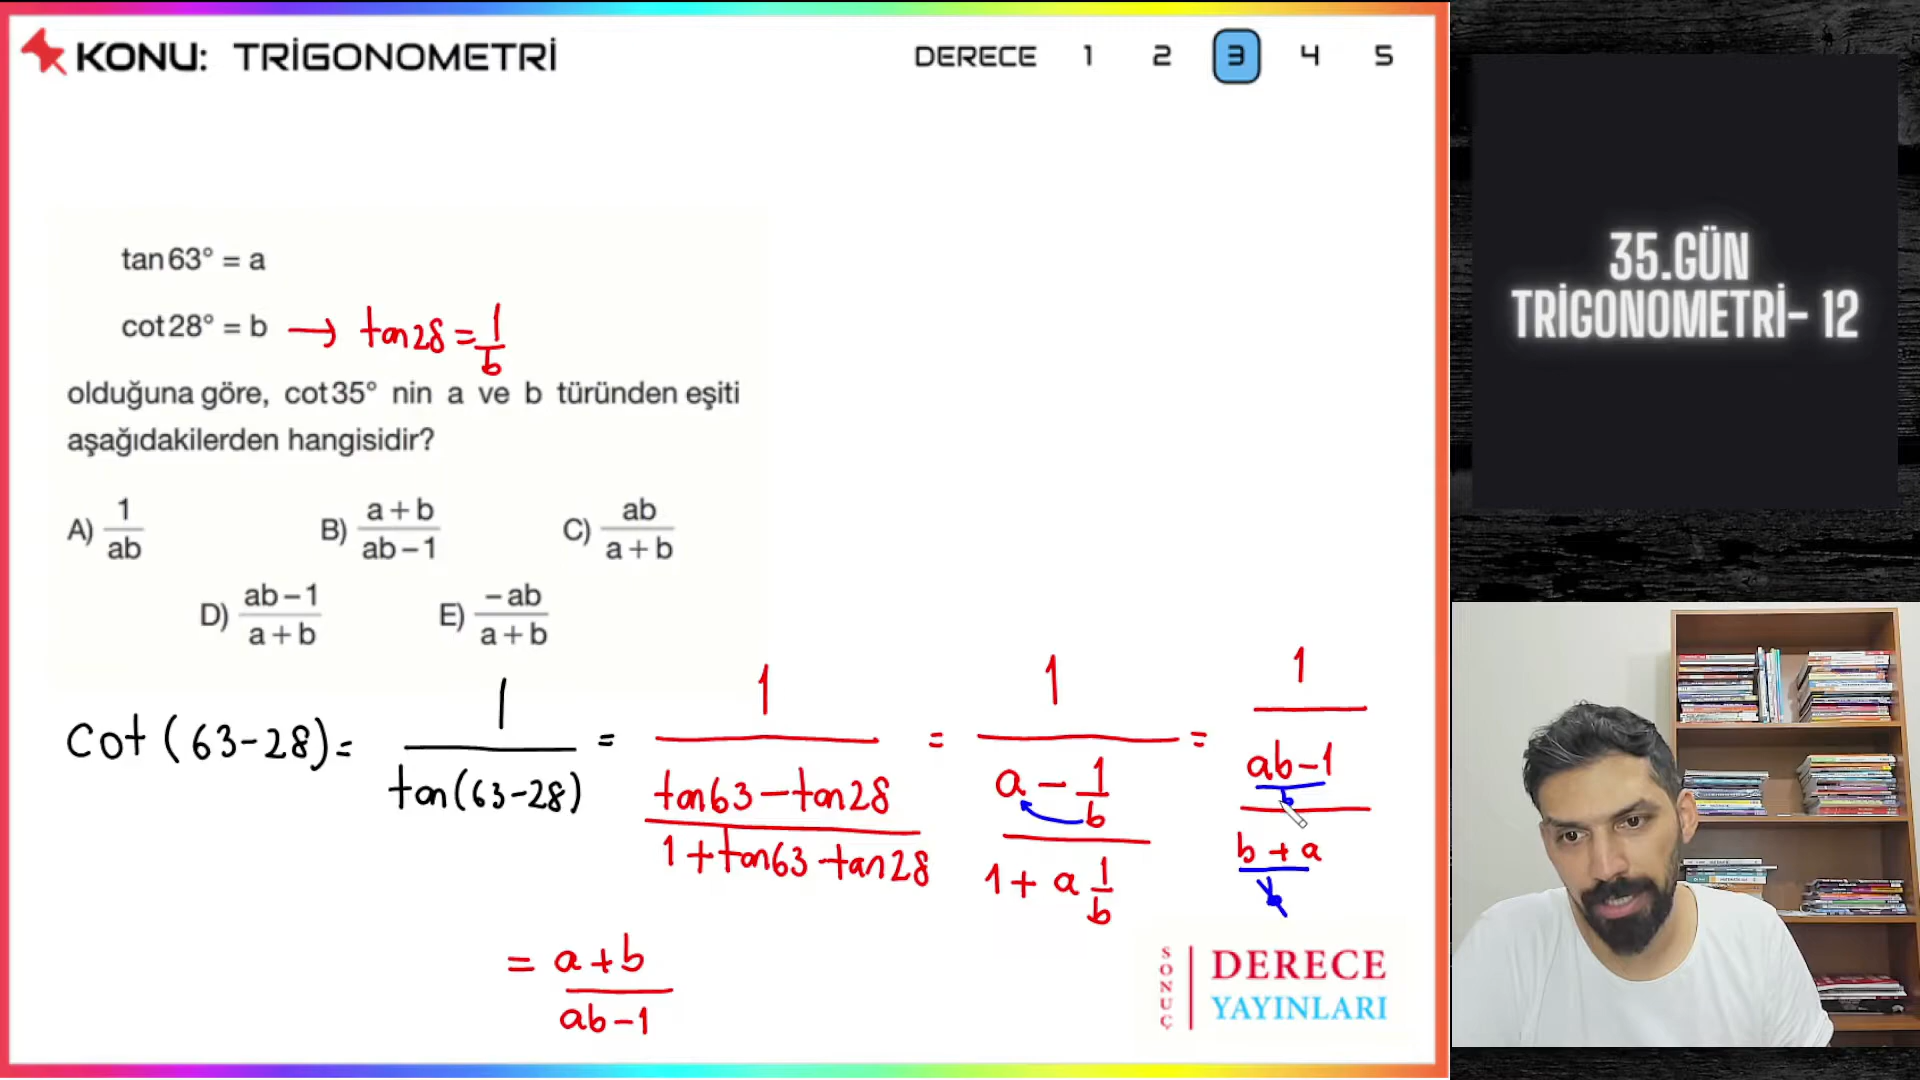 KONU: TRİGONOMETRİ
DERECE 1 2 3 4 5
tan63° = a
cot28° = b → tan28 = 1/b
olduğuna göre, cot35° nin a ve b türünden eşiti
aşağıdakilerden hangisidir?
A) 1/ab B) a+b/ab-1 C) ab/a+b
D) ab-1/a+b E) -ab/a+b
cot(63-28) = 1/tan(63-28) = 1/(tan63-tan28/1+tan63·tan28) = 1/(a-1/b/1+a1/b) = 1/(ab-1/b/b+a/b)
= a+b/ab-1
SONUÇ
DERECE
YAYINLARI
35.GÜN
TRİGONOMETRİ- 12